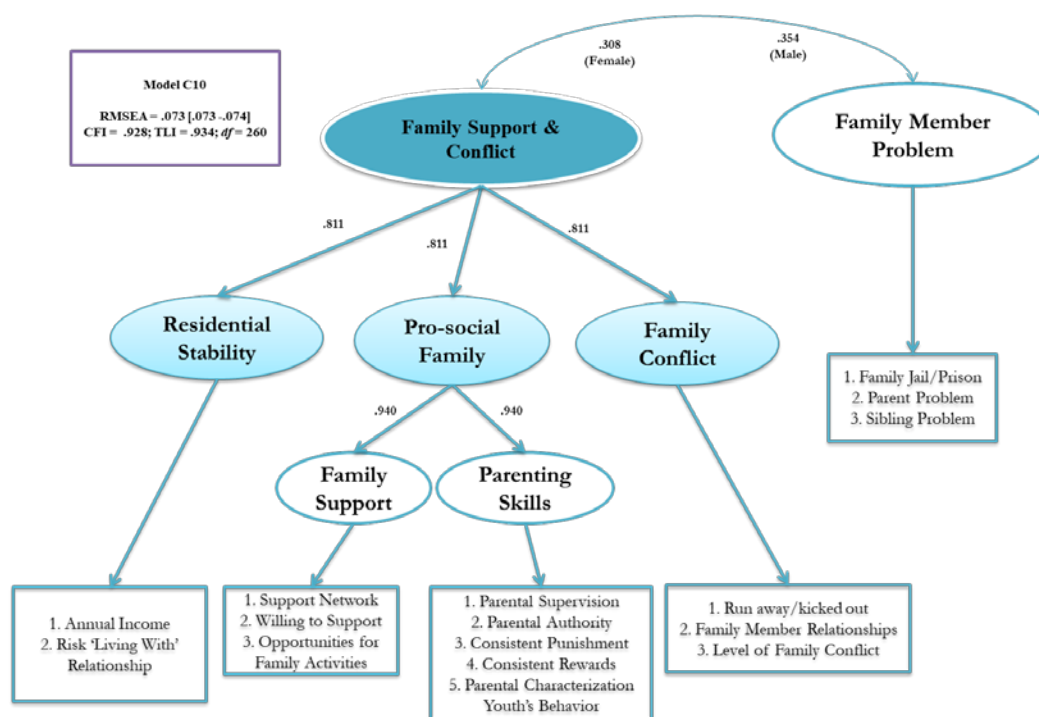 .308
(Female)
.354
(Male)
Model C10
RMSEA = .073 [.073 -.074]
CFI = .928; TLI = .934; df = 260
Family Support &
Conflict
Family Member
Problem
.811
.811
.811
Residential
Stability
Pro-social
Family
Family
Conflict
1. Family Jail/Prison
2. Parent Problem
3. Sibling Problem
.940
.940
Family
Support
Parenting
Skills
1. Annual Income
2. Risk ‘Living With’
Relationship
1. Support Network
2. Willing to Support
3. Opportunities for
Family Activities
1. Parental Supervision
2. Parental Authority
3. Consistent Punishment
4. Consistent Rewards
5. Parental Characterization
Youth’s Behavior
1. Run away/kicked out
2. Family Member Relationships
3. Level of Family Conflict